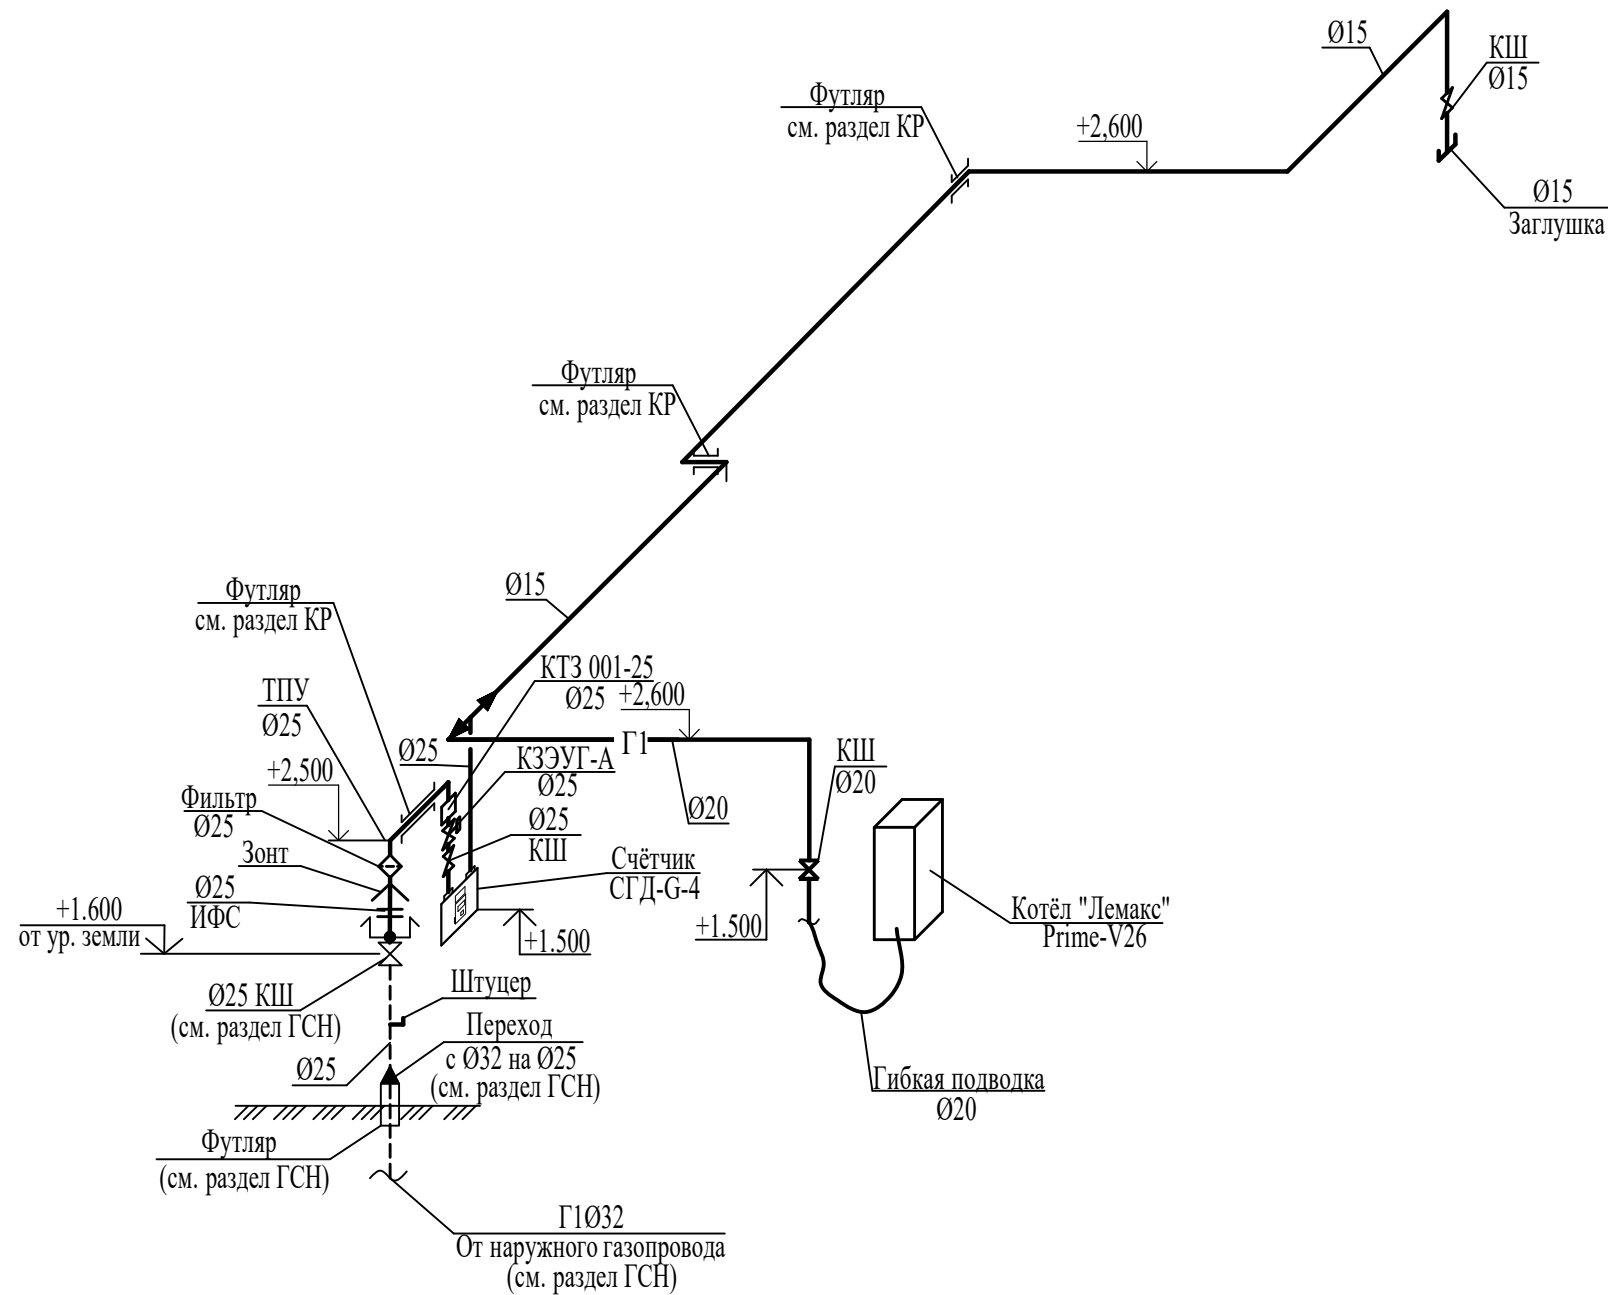 Ø15
КШ
Ø15
Футляр
см. раздел КР
+2,600
Ø15
Заглушка
Футляр
см. раздел КР
Ø15
Футляр
см. раздел КР
КТЗ 001-25
Ø25
+2,600
ТПУ
Ø25
Г1
Ø25
КЗЭУГ-А
Ø25
КШ
Ø20
+2,500
Фильтр
Ø25
Ø20
Ø25
КШ
Зонт
Счётчик
СГД-G-4
Ø25
ИФС
+1.600
от ур. земли
+1.500
+1.500
Котёл "Лемакс"
Prime-V26
Ø25 КШ
(см. раздел ГСН)
Штуцер
Переход
с Ø32 на Ø25
(см. раздел ГСН)
Ø25
Гибкая подводка
Ø20
Футляр
(см. раздел ГСН)
Г1Ø32
От наружного газопровода
(см. раздел ГСН)